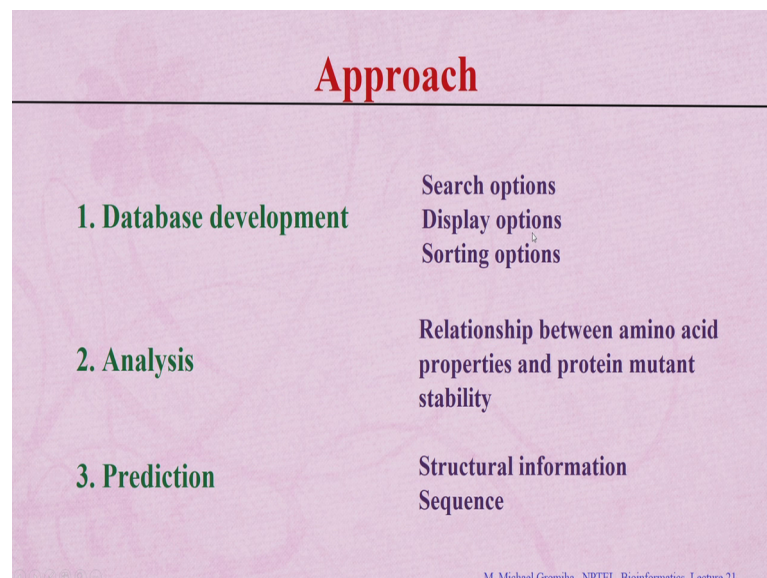 Approach
1. Database development
Search options
Display options
Sorting options
2. Analysis
Relationship between amino acid
properties and protein mutant
stability
3. Prediction
Structural information
Sequence
M. Michael Gromiha, NPTEL, Bioinformatics, Lecture 21